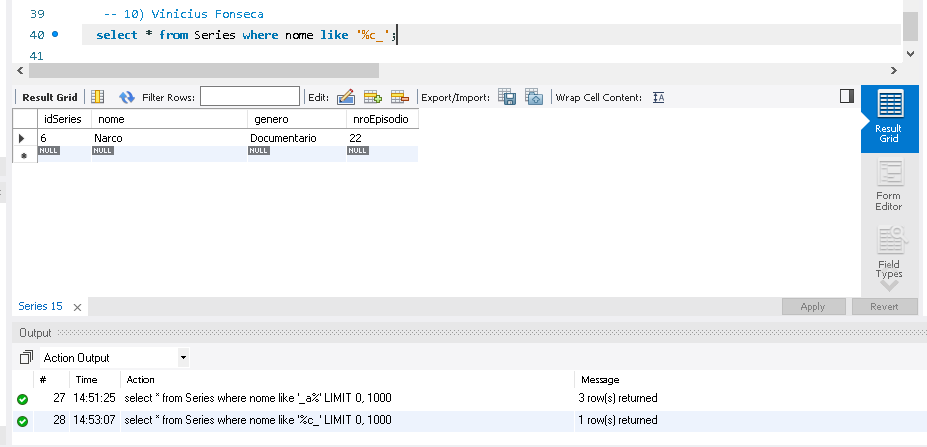 39 -- 10) Vinicius Fonseca
40 select * from Series where nome like '%c_';
41
Result Grid Filter Rows: Edit: Export/Import: Wrap Cell Content:
idSeries nome genero nroEpisodio
6 Narco Documentario 22
NULL NULL NULL NULL
Result Grid
Form Editor
Field Types
Series 15 Apply Revert
Output
Action Output
# Time Action Message
27 14:51:25 select * from Series where nome like '_a%' LIMIT 0, 1000 3 row(s) returned
28 14:53:07 select * from Series where nome like '%c_' LIMIT 0, 1000 1 row(s) returned